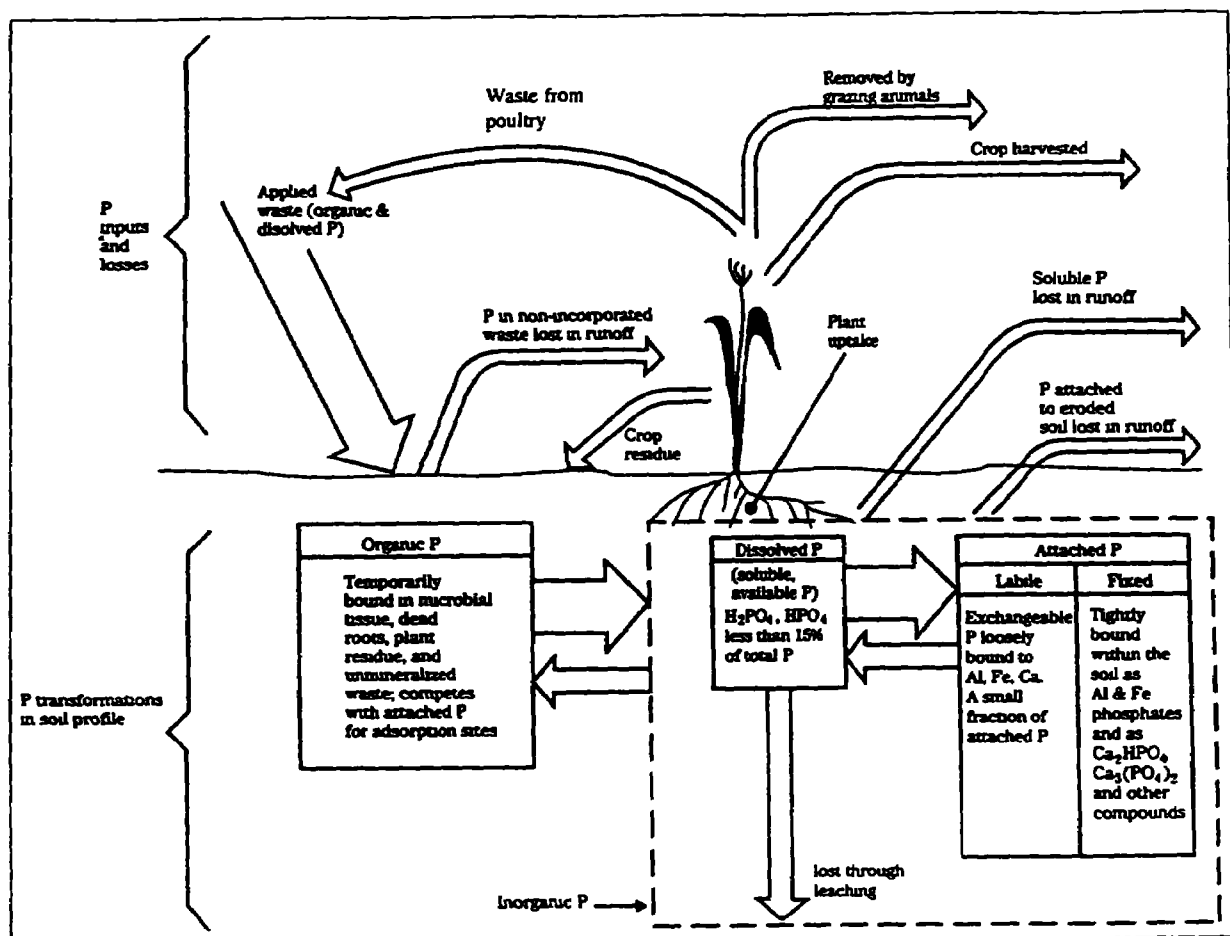 Waste from
poultry
Removed by
grazing animals
Crop harvested
P
inputs
and
losses
Applied
waste (organic &
disolved P)
P in non-incorporated
waste lost in runoff
Plant
uptake
Soluble P
lost in runoff
P attached
to eroded
soil lost in runoff
Crop
residue
P transformations
in soil profile
Organic P
Temporarily
bound in microbial
tissue, dead
roots, plant
residue, and
unmineralized
waste; competes
with attached P
for adsorption sites
Dissolved P
(soluble,
available P)
H₂PO₄, HPO₄
less than 15%
of total P
Attached P
Labile
Exchangeable
P loosely
bound to
Al, Fe, Ca.
A small
fraction of
attached P
Fixed
Tightly
bound
within the
soil as
Al & Fe
phosphates
and as
Ca₂HPO₄
Ca₃(PO₄)₂
and other
compounds
lost through
leaching
Inorganic P